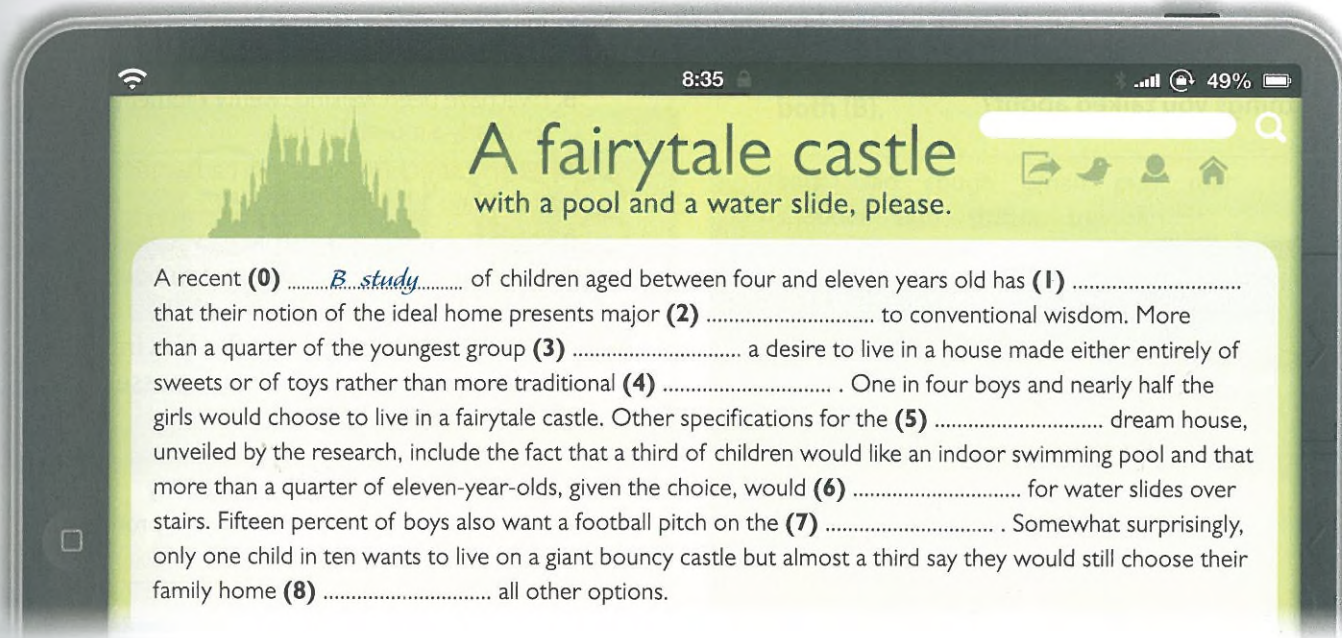 8:35
49%
A fairytale castle
with a pool and a water slide, please.
A recent (0) ........B study......... of children aged between four and eleven years old has (1) ..............................
that their notion of the ideal home presents major (2) .............................. to conventional wisdom. More
than a quarter of the youngest group (3) .............................. a desire to live in a house made either entirely of
sweets or of toys rather than more traditional (4) .............................. . One in four boys and nearly half the
girls would choose to live in a fairytale castle. Other specifications for the (5) .............................. dream house,
unveiled by the research, include the fact that a third of children would like an indoor swimming pool and that
more than a quarter of eleven-year-olds, given the choice, would (6) .............................. for water slides over
stairs. Fifteen percent of boys also want a football pitch on the (7) .............................. . Somewhat surprisingly,
only one child in ten wants to live on a giant bouncy castle but almost a third say they would still choose their
family home (8) .............................. all other options.